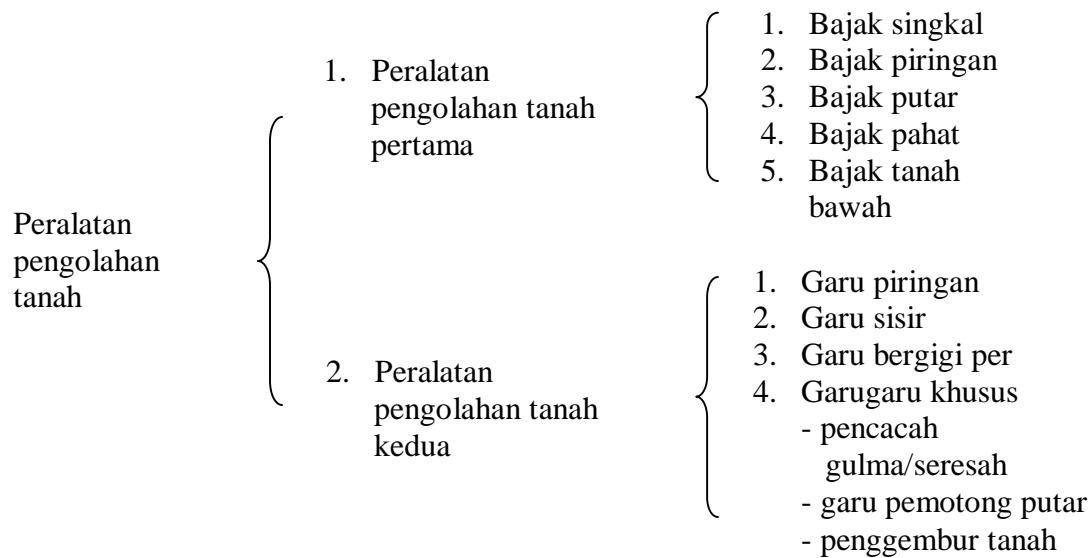 Peralatan
pengolahan
tanah
1. Peralatan
pengolahan tanah
pertama
1. Bajak singkal
2. Bajak piringan
3. Bajak putar
4. Bajak pahat
5. Bajak tanah
bawah
2. Peralatan
pengolahan tanah
kedua
1. Garu piringan
2. Garu sisir
3. Garu bergigi per
4. Garugaru khusus
- pencacah
gulma/seresah
- garu pemotong putar
- penggembur tanah